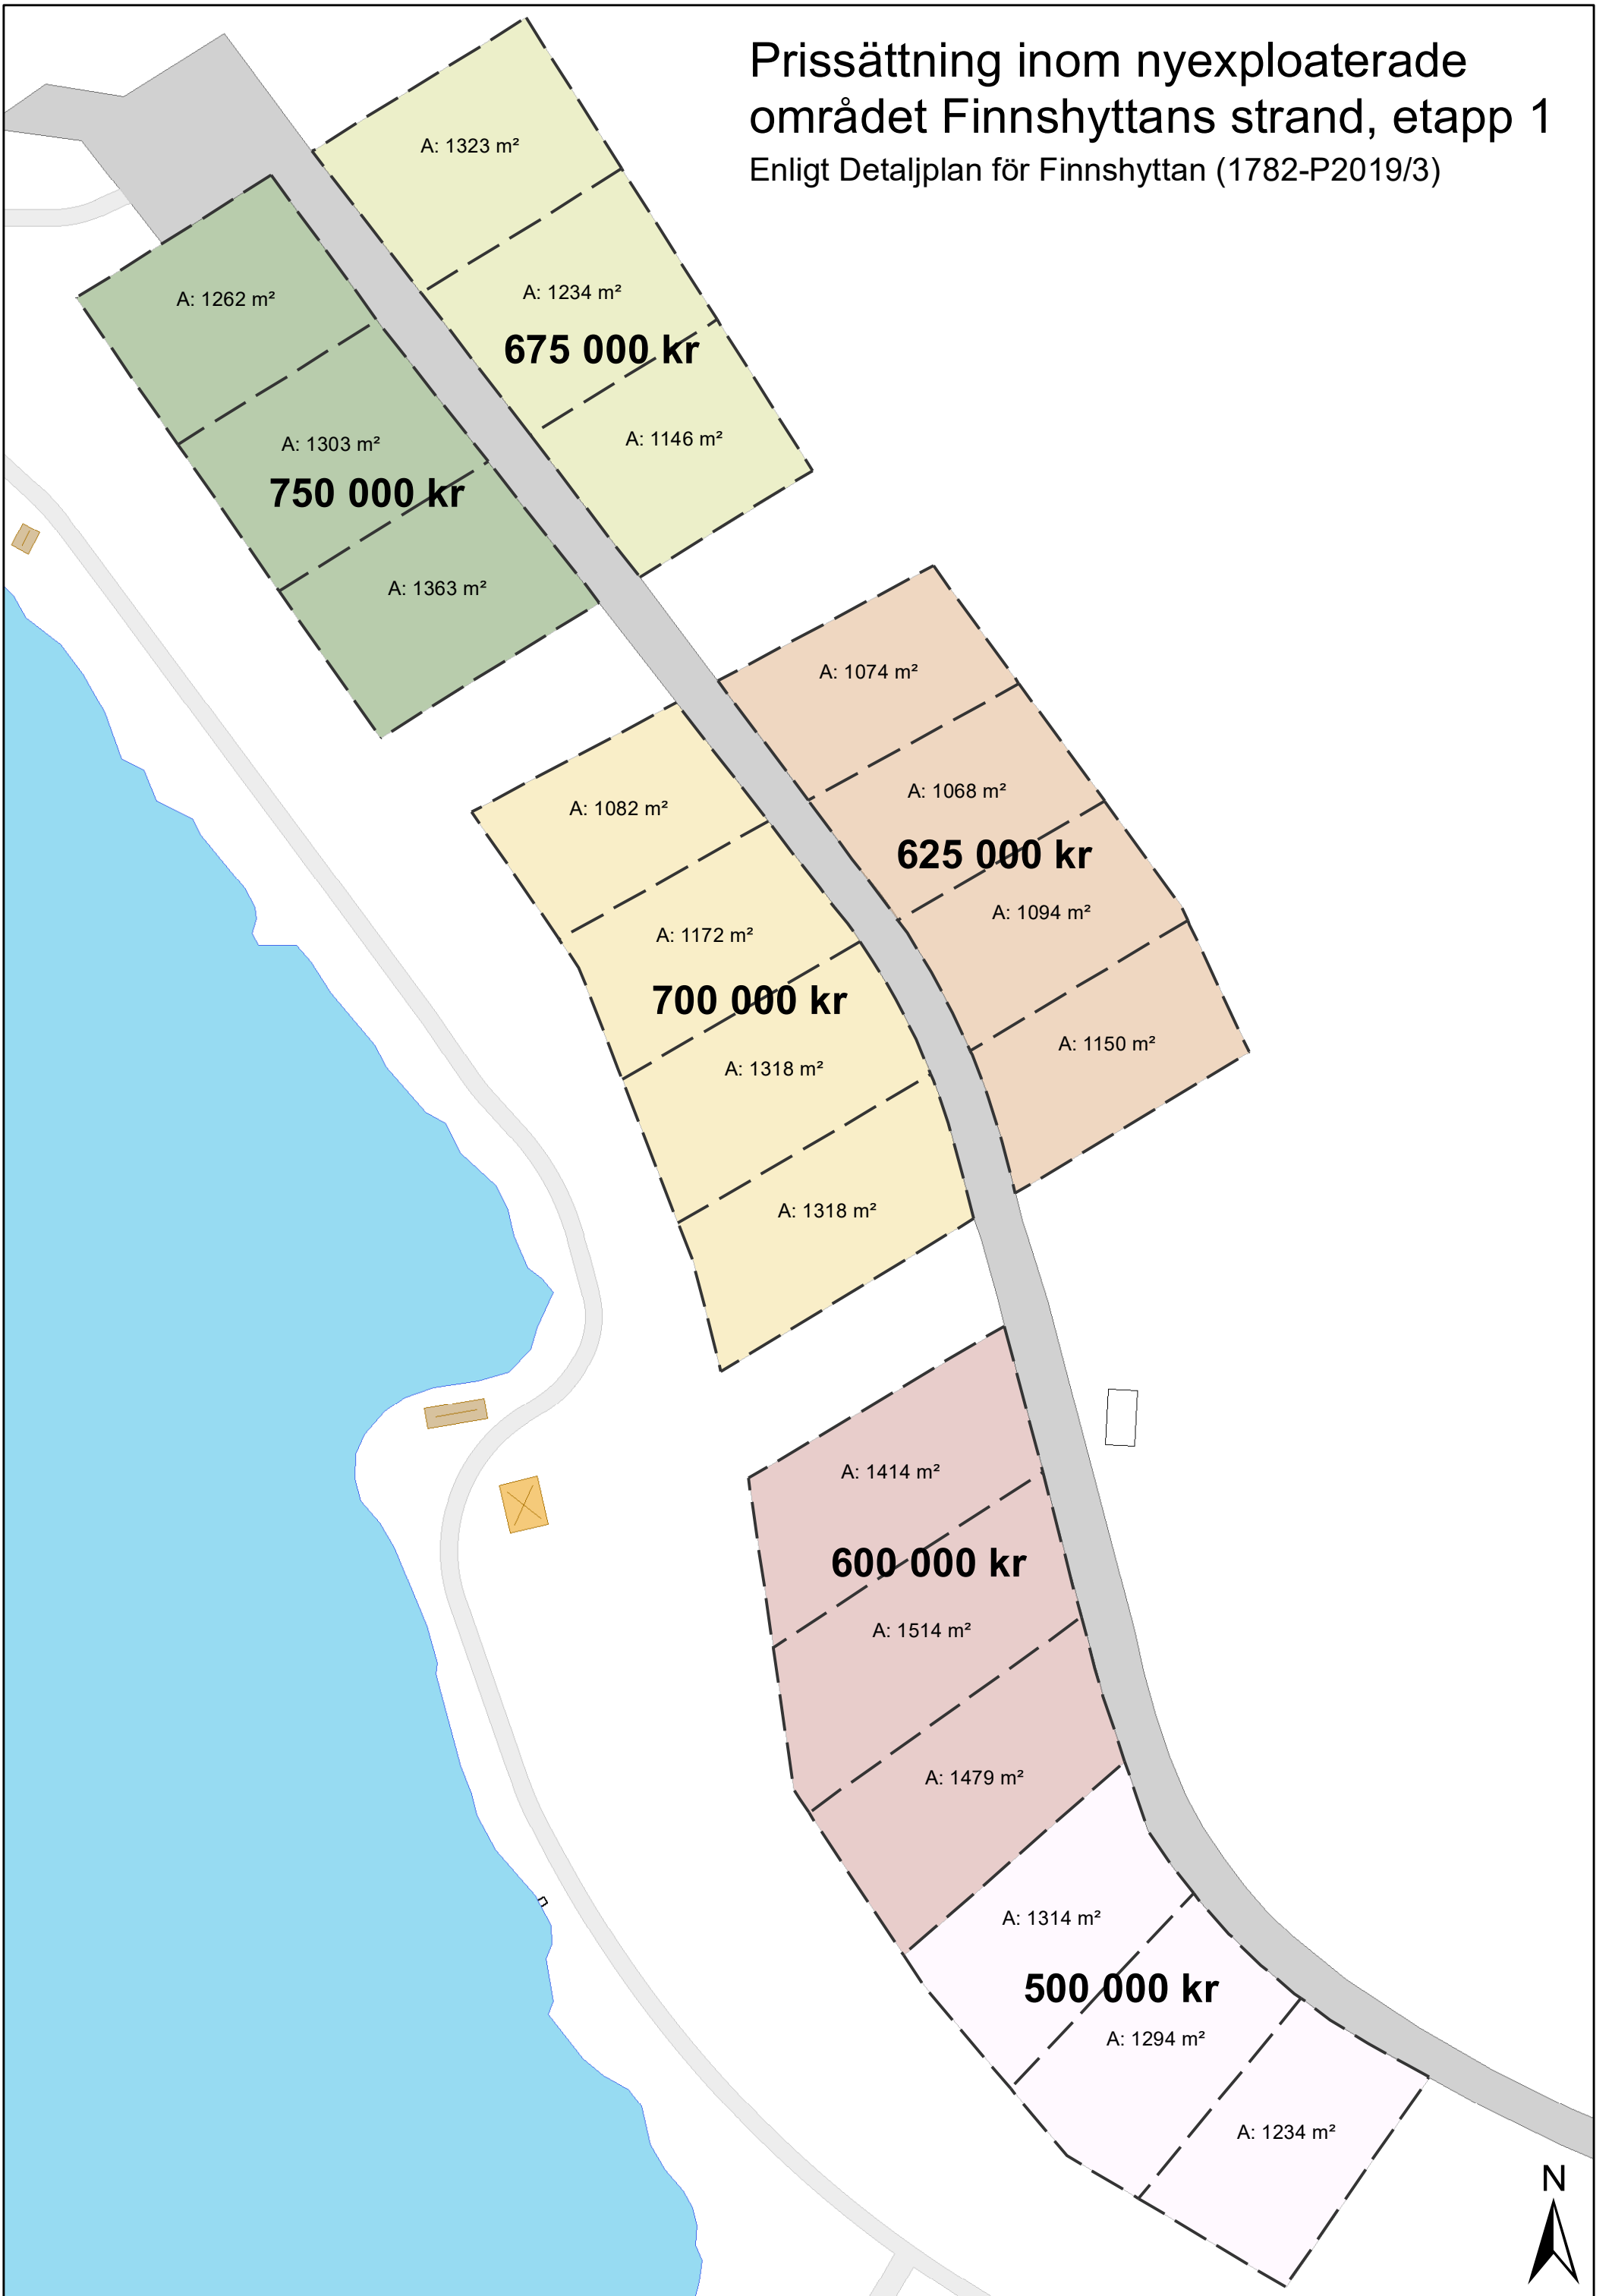 Prissättning inom nyexploaterade
området Finnshyttans strand, etapp 1
Enligt Detaljplan för Finnshyttan (1782-P2019/3)
A: 1323 m²
A: 1234 m²
675 000 kr
A: 1146 m²
A: 1262 m²
A: 1303 m²
750 000 kr
A: 1363 m²
A: 1074 m²
A: 1068 m²
625 000 kr
A: 1094 m²
A: 1150 m²
A: 1082 m²
A: 1172 m²
700 000 kr
A: 1318 m²
A: 1318 m²
A: 1414 m²
600 000 kr
A: 1514 m²
A: 1479 m²
A: 1314 m²
500 000 kr
A: 1294 m²
A: 1234 m²
N